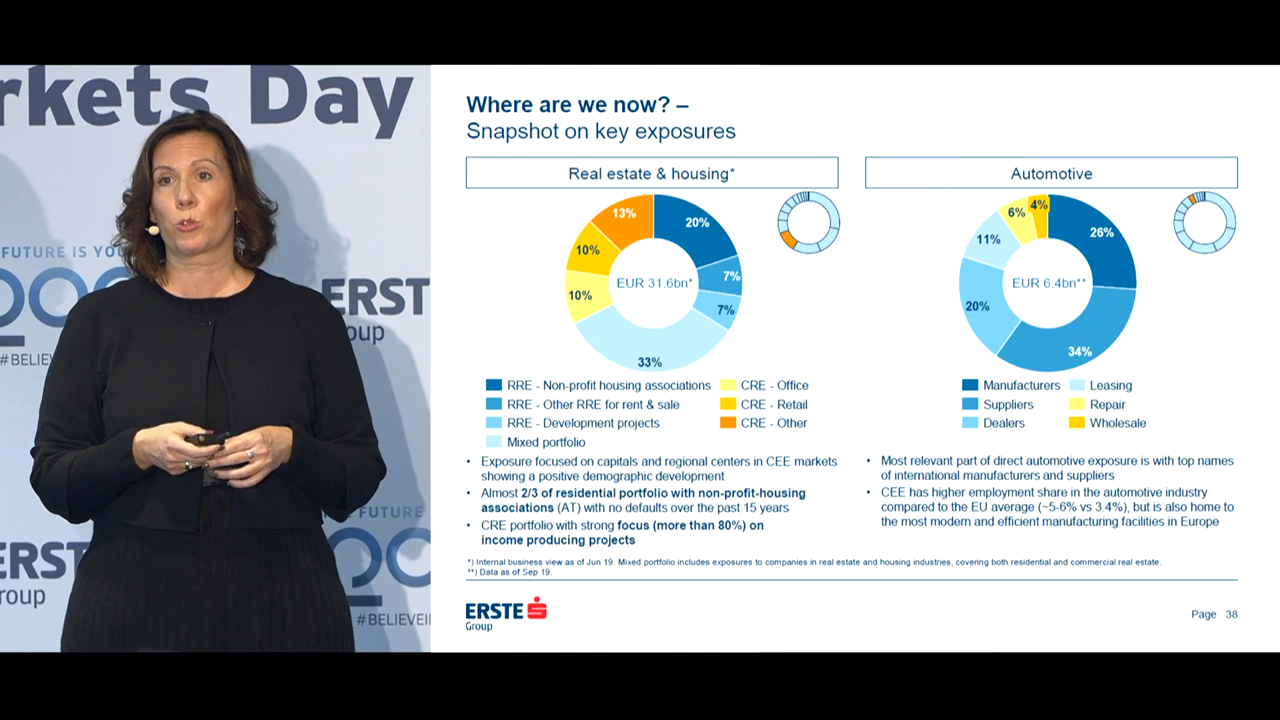 rkets Day
FUTURE IS YOU
ERST
oup
#BELIEV
FUTURE
ERS
roup
#BELIEVEI
Where are we now? –
Snapshot on key exposures
Real estate & housing*
13%
20%
10%
7%
EUR 31.6bn*
10%
7%
33%
RRE - Non-profit housing associations
CRE - Office
RRE - Other RRE for rent & sale
CRE - Retail
RRE - Development projects
CRE - Other
Mixed portfolio
• Exposure focused on capitals and regional centers in CEE markets
showing a positive demographic development
• Almost 2/3 of residential portfolio with non-profit-housing
associations (AT) with no defaults over the past 15 years
• CRE portfolio with strong focus (more than 80%) on
income producing projects
Automotive
4%
6%
26%
11%
EUR 6.4bn**
20%
34%
Manufacturers
Leasing
Suppliers
Repair
Dealers
Wholesale
• Most relevant part of direct automotive exposure is with top names
of international manufacturers and suppliers
• CEE has higher employment share in the automotive industry
compared to the EU average (~5-6% vs 3.4%), but is also home to
the most modern and efficient manufacturing facilities in Europe
*) Internal business view as of Jun 19. Mixed portfolio includes exposures to companies in real estate and housing industries, covering both residential and commercial real estate.
**) Data as of Sep 19.
ERSTE
Group
Page 38